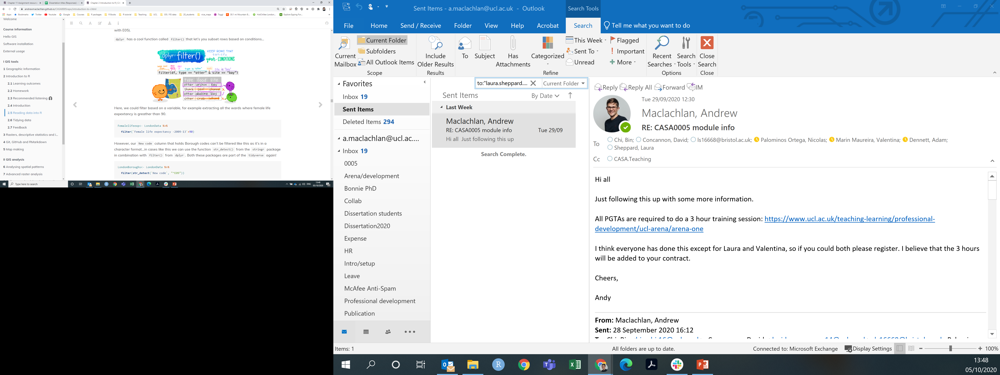 Chapter 11 Assignment resource
Dissertation titles (Responses) -
Chapter 2 Introduction to R | G
andrewmaclachlan.github.io/CASA0005repo/introduction-to-r.html
Apps
Bookmarks
Twitter
Youtube
Google
Courses
R packages
R Books
R tutorial
Teaching
UCL
GIS / RS data
20_students
nice_maps
Toggl
30.1 mi Mountain B...
HotChillee London...
Explore Epping For...
Welcome
Course information
Hello GIS
Software installation
External usage
I GIS tools
1 Geographic Information
2 Introduction to R
2.1 Learning outcomes
2.2 Homework
2.3 Recommended listening
2.4 Introduction
2.5 Reading data into R
2.6 Tidying data
2.7 Feedback
3 Rasters, descriptive statistics and i...
4 Git, GitHub and RMarkdown
5 Map making
II GIS analysis
6 Analysing spatial patterns
7 Advanced raster analysis
with E05).
dplyr has a cool function called filter() that let's you subset rows based on conditions...
dplyr::filter()
KEEP ROWS THAT
satisfy
your CONDITIONS
keep rows from... this data... ONLY IF... type is "otter" AND site is "bay"
filter(df, type == "otter" & site == "bay")
type food site
otter urchin bay
shark seal channel
otter abalone bay
otter crab wharf
Here, we could filter based on a variable, for example extracting all the wards where female life
expextancy is greather than 90.
Femalelifeexp<- LondonData %>%
filter(`Female life expectancy -2009-13`>90)
However, our New code column that holds Borough codes can't be filtered like this as it's in a
character format...in cases like this we can use the function str_detect() from the stringr package
in combination with filter() from dplyr . Both these packages are part of the tidyverse again!
LondonBoroughs<- LondonData %>%
filter(str_detect(`New code`, "^E09"))
Type here to search
ENG
13:48
05/10/2020
22
Sent Items - a.maclachlan@ucl.ac.uk - Outlook
Search Tools
File
Home
Send / Receive
Folder
View
Help
Acrobat
Search
Tell me what you want to do
Current
Mailbox
Current Folder
Subfolders
All Outlook Items
Scope
Include
Older Results
Results
To
Subject
Has
Attachments
Categorized
This Week
Sent To
Unread
Flagged
Important
More
Refine
Recent
Searches
Search
Tools
Options
Close
Search
Close
Favorites
Inbox 19
Sent Items
Deleted Items 294
a.maclachlan@ucl.ac....
Inbox 19
0005
Arena/development
Bonnie PhD
Collab
Dissertation students
Dissertation2020
Expense
HR
Intro/setup
Leave
McAfee Anti-Spam
Professional development
Publication
to:"laura.sheppard....
Current Folder
Sent Items
By Date
Last Week
Maclachlan, Andrew
RE: CASA0005 module info
Tue 29/09
Hi all Just following this up
Search Complete.
Reply
Reply All
Forward
IM
Tue 29/09/2020 12:30
Maclachlan, Andrew
RE: CASA0005 module info
To
Chi, Bin; Concannon, David; ls16668@bristol.ac.uk; Palominos Ortega, Nicolas; Marin Maureira, Valentina; Dennett, Adam;
Sheppard, Laura
Cc CASA.Teaching
Hi all
Just following this up with some more information.
All PGTAs are required to do a 3 hour training session: https://www.ucl.ac.uk/teaching-learning/professional-
development/ucl-arena/arena-one
I think everyone has done this except for Laura and Valentina, so if you could both please register. I believe that the 3 hours
will be added to your contract.
Cheers,
Andy
From: Maclachlan, Andrew
Sent: 28 September 2020 16:12
Items: 1
All folders are up to date.
Connected to: Microsoft Exchange
Display Settings
100%
13:48
05/10/2020